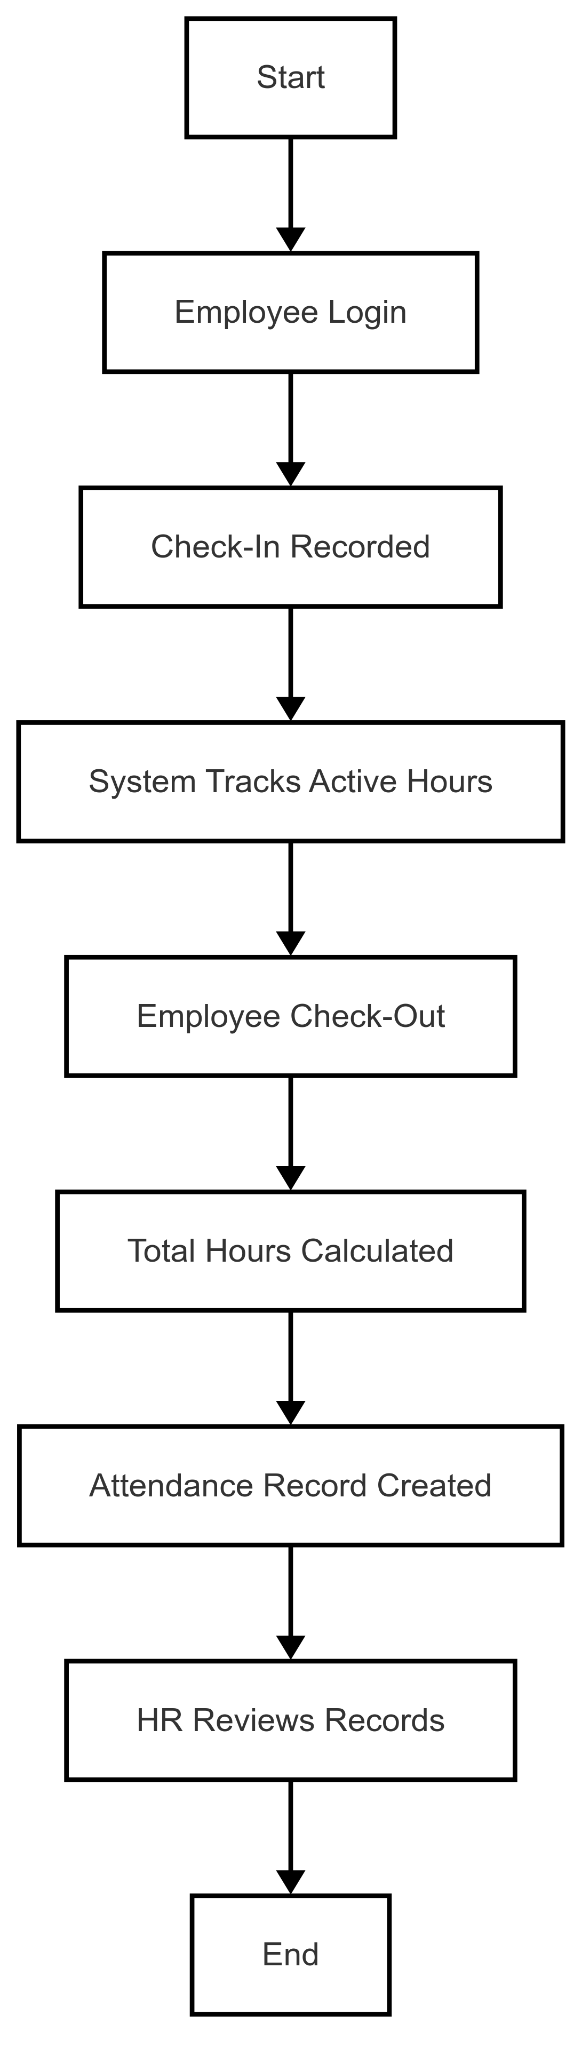 Start
Employee Login
Check-In Recorded
System Tracks Active Hours
Employee Check-Out
Total Hours Calculated
Attendance Record Created
HR Reviews Records
End